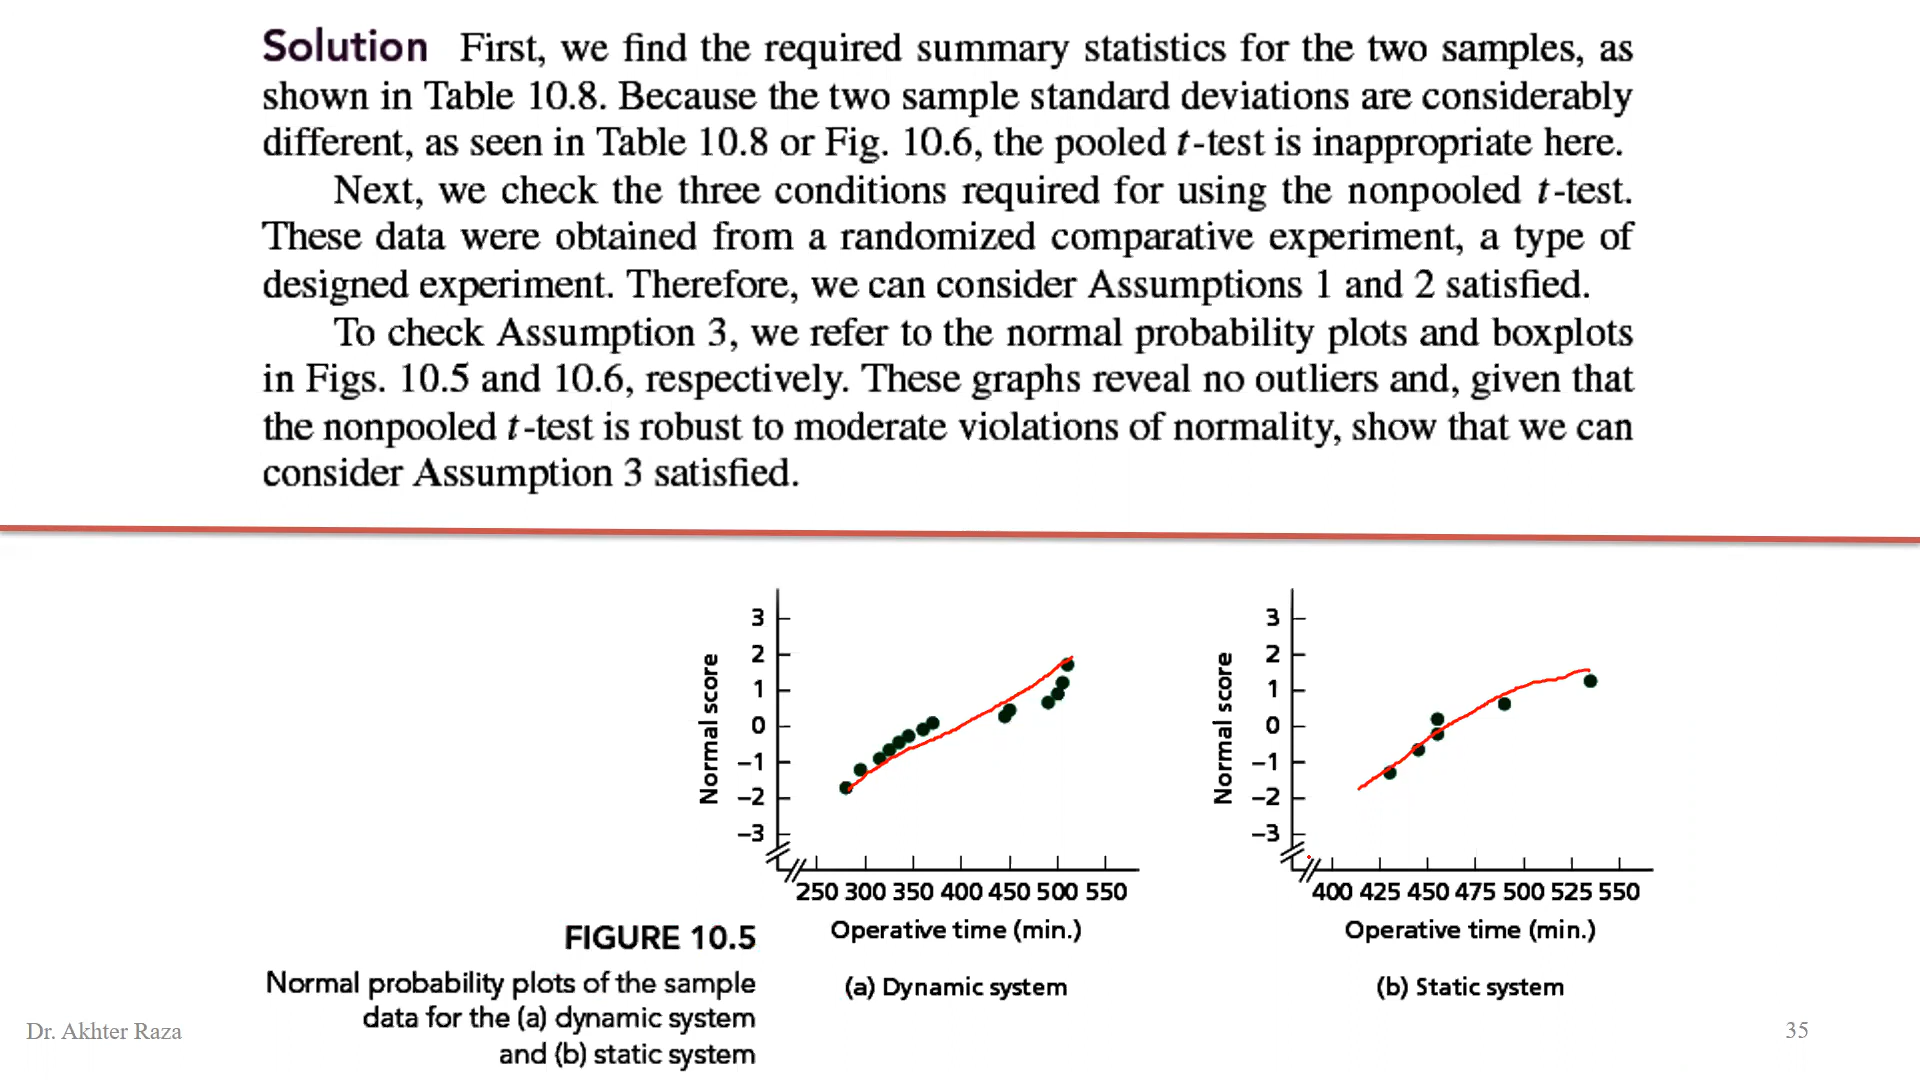 Solution First, we find the required summary statistics for the two samples, as
shown in Table 10.8. Because the two sample standard deviations are considerably
different, as seen in Table 10.8 or Fig. 10.6, the pooled t-test is inappropriate here.
Next, we check the three conditions required for using the nonpooled t-test.
These data were obtained from a randomized comparative experiment, a type of
designed experiment. Therefore, we can consider Assumptions 1 and 2 satisfied.
To check Assumption 3, we refer to the normal probability plots and boxplots
in Figs. 10.5 and 10.6, respectively. These graphs reveal no outliers and, given that
the nonpooled t-test is robust to moderate violations of normality, show that we can
consider Assumption 3 satisfied.
Normal score
3
2
1
0
−1
−2
−3
250 300 350 400 450 500 550
Operative time (min.)
(a) Dynamic system
Normal score
3
2
1
0
−1
−2
−3
400 425 450 475 500 525 550
Operative time (min.)
(b) Static system
FIGURE 10.5
Normal probability plots of the sample
data for the (a) dynamic system
and (b) static system
Dr. Akhter Raza
35